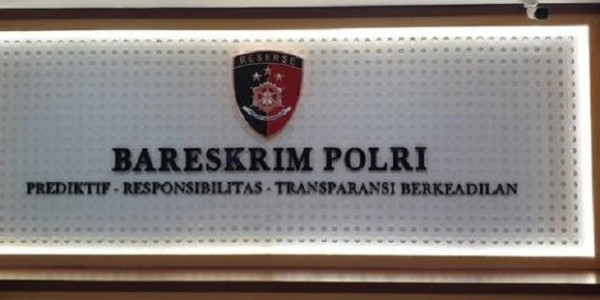 RESERSE
BARESKRIM POLRI
PREDIKTIF - RESPONSIBILITAS - TRANSPARANSI BERKEADILAN